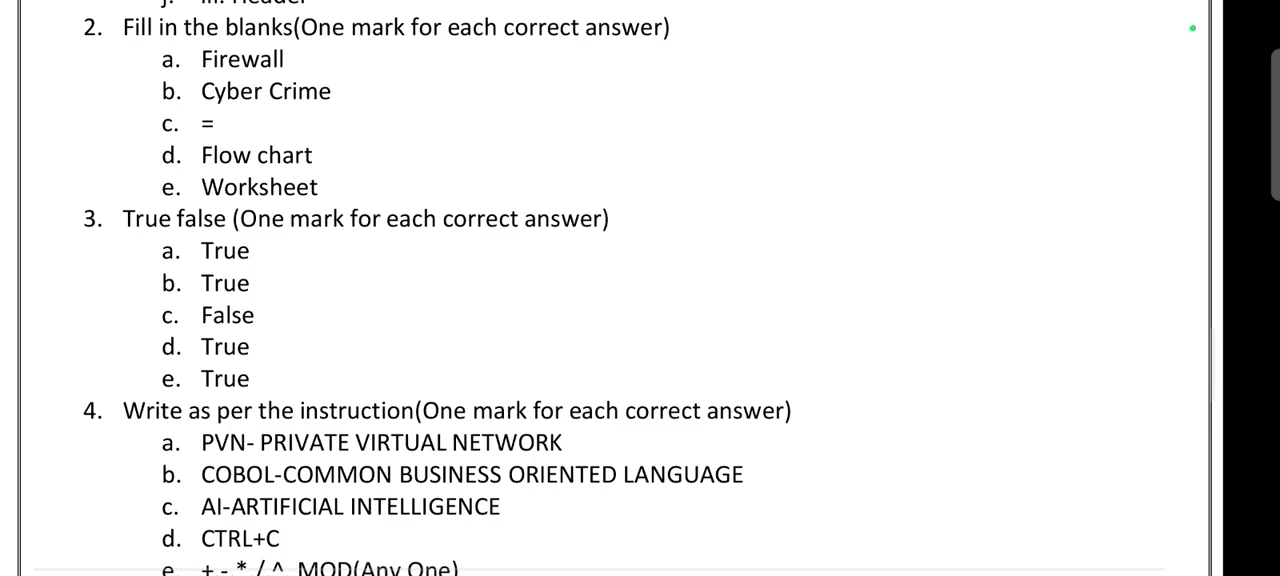 j. iii. Header
2. Fill in the blanks(One mark for each correct answer)
a. Firewall
b. Cyber Crime
c. =
d. Flow chart
e. Worksheet
3. True false (One mark for each correct answer)
a. True
b. True
c. False
d. True
e. True
4. Write as per the instruction(One mark for each correct answer)
a. PVN- PRIVATE VIRTUAL NETWORK
b. COBOL-COMMON BUSINESS ORIENTED LANGUAGE
c. AI-ARTIFICIAL INTELLIGENCE
d. CTRL+C
e. + - * / ^ MOD(Any One)